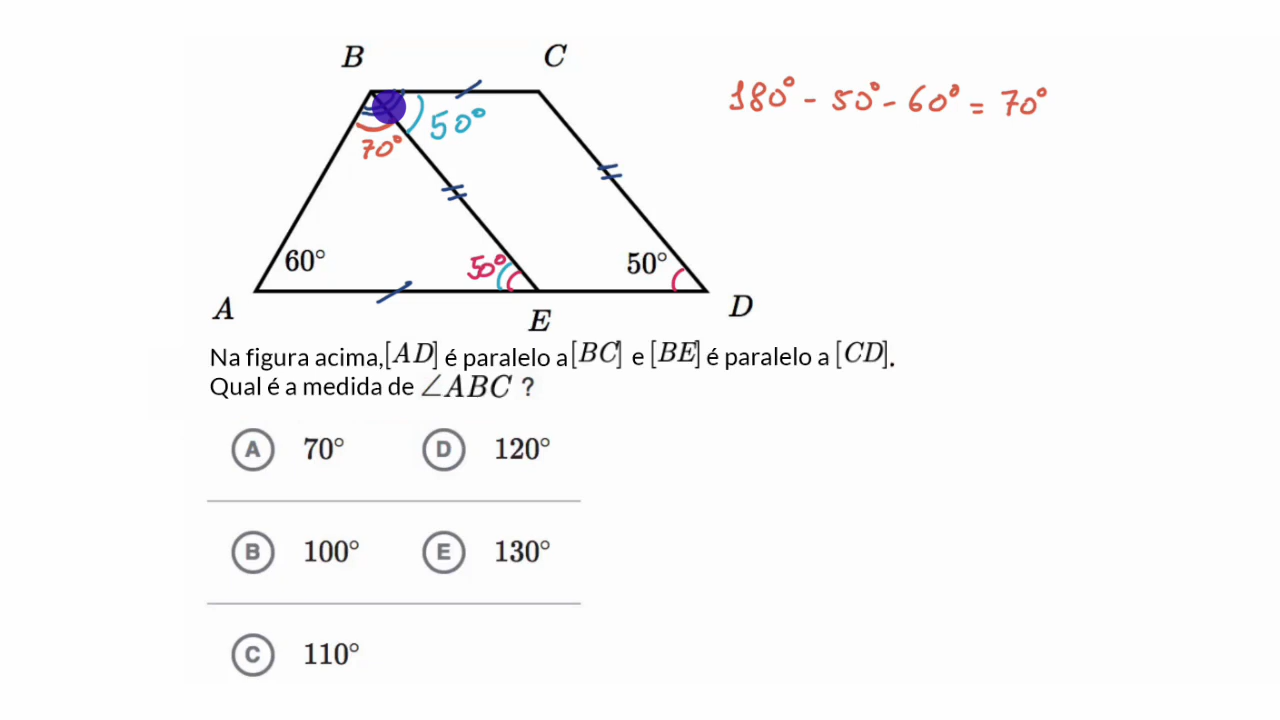 B
C
180° - 50° - 60° = 70°
50°
70°
60°
50°
50°
A
E
D
Na figura acima,[AD] é paralelo a[BC] e [BE] é paralelo a [CD].
Qual é a medida de ∠ABC ?
A 70° D 120°
B 100° E 130°
C 110°